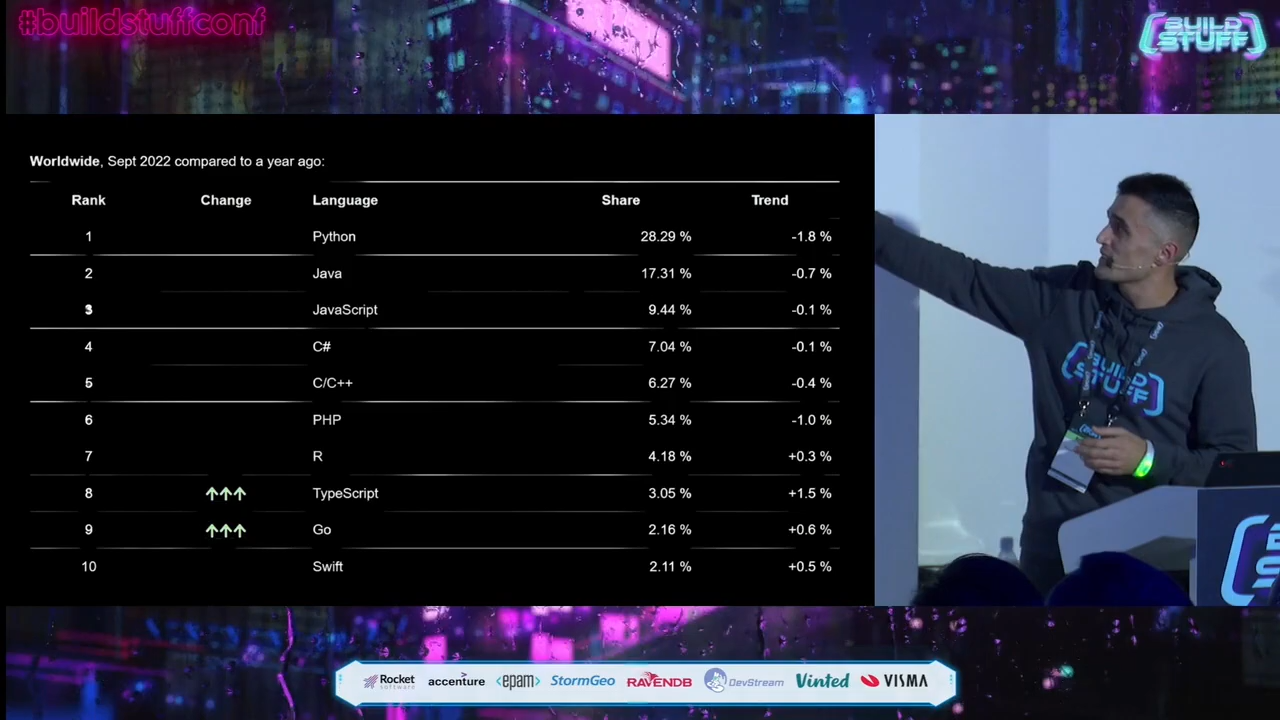 #buildstuffconf
BUILD
STUFF
Worldwide, Sept 2022 compared to a year ago:
Rank Change Language Share Trend
1 Python 28.29 % -1.8 %
2 Java 17.31 % -0.7 %
3 JavaScript 9.44 % -0.1 %
4 C# 7.04 % -0.1 %
5 C/C++ 6.27 % -0.4 %
6 PHP 5.34 % -1.0 %
7 R 4.18 % +0.3 %
8 ↑↑↑ TypeScript 3.05 % +1.5 %
9 ↑↑↑ Go 2.16 % +0.6 %
10 Swift 2.11 % +0.5 %
BUILD
STUFF
Rocket
software
accenture
<epam>
StormGeo
RAVENDB
DevStream
Vinted
VISMA